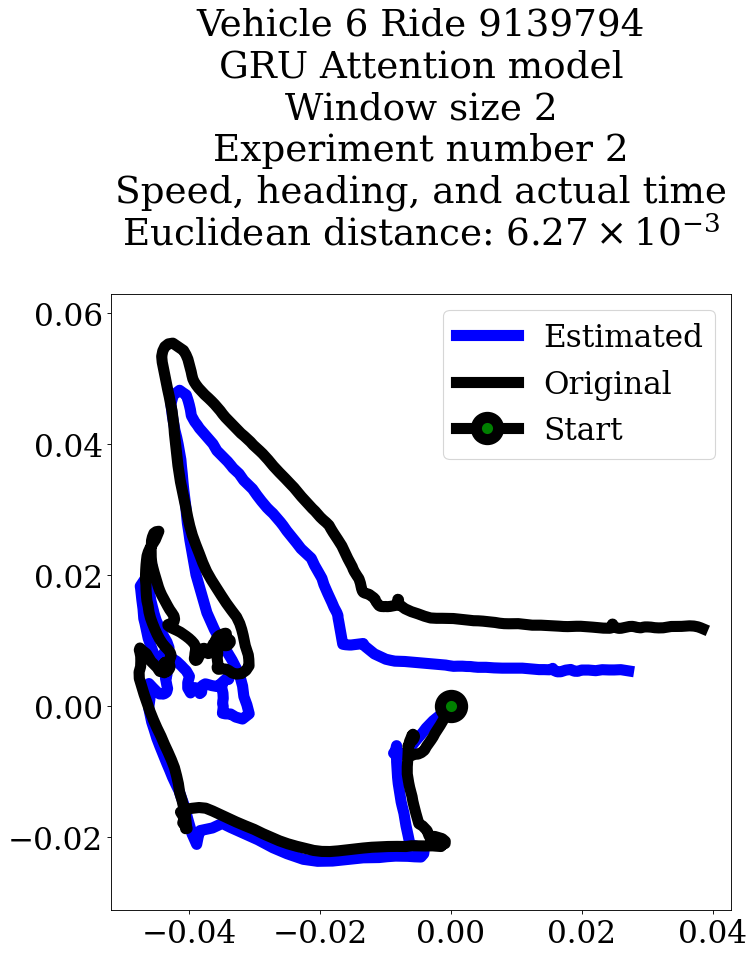 Vehicle 6 Ride 9139794
GRU Attention model
Window size 2
Experiment number 2
Speed, heading, and actual time
Euclidean distance: 6.27 × 10⁻³
0.06
0.04
0.02
0.00
−0.02
Estimated
Original
Start
−0.04
−0.02
0.00
0.02
0.04